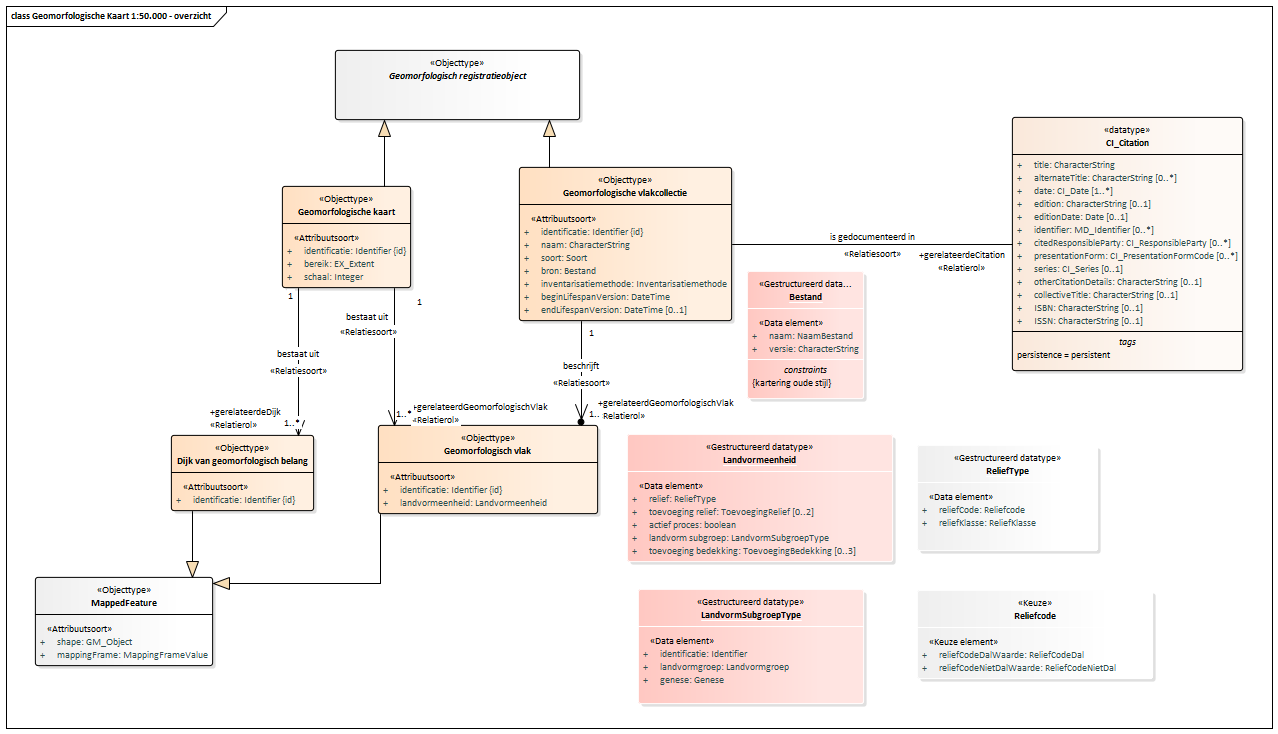 class Geomorfologische Kaart 1:50.000 - overzicht
«Objecttype»
Geomorfologisch registratieobject
«Objecttype»
Geomorfologische kaart
«Attribuutsoort»
+ identificatie: Identifier {id}
+ bereik: EX_Extent
+ schaal: Integer
«Objecttype»
Geomorfologische vlakcollectie
«Attribuutsoort»
+ identificatie: Identifier {id}
+ naam: CharacterString
+ soort: Soort
+ bron: Bestand
+ inventarisatiemethode: Inventarisatiemethode
+ beginLifespanVersion: DateTime
+ endLifespanVersion: DateTime [0..1]
is gedocumenteerd in
«Relatiesoort»
+gerelateerdeCitation
«Relatierol»
«datatype»
CI_Citation
+ title: CharacterString
+ alternateTitle: CharacterString [0..*]
+ date: CI_Date [1..*]
+ edition: CharacterString [0..1]
+ editionDate: Date [0..1]
+ identifier: MD_Identifier [0..*]
+ citedResponsibleParty: CI_ResponsibleParty [0..*]
+ presentationForm: CI_PresentationFormCode [0..*]
+ series: CI_Series [0..1]
+ otherCitationDetails: CharacterString [0..1]
+ collectiveTitle: CharacterString [0..1]
+ ISBN: CharacterString [0..1]
+ ISSN: CharacterString [0..1]
tags
persistence = persistent
«Gestructureerd data...
Bestand
«Data element»
+ naam: NaamBestand
+ versie: CharacterString
constraints
{kartering oude stijl}
1
bestaat uit
«Relatiesoort»
+gerelateerdeDijk
«Relatierol»
1..*
1
bestaat uit
«Relatiesoort»
1..*
+gerelateerdGeomorfologischVlak
«Relatierol»
1
beschrijft
«Relatiesoort»
+gerelateerdGeomorfologischVlak
1..
Relatierol»
«Objecttype»
Dijk van geomorfologisch belang
«Attribuutsoort»
+ identificatie: Identifier {id}
«Objecttype»
Geomorfologisch vlak
«Attribuutsoort»
+ identificatie: Identifier {id}
+ landvormeenheid: Landvormeenheid
«Gestructureerd datatype»
Landvormeenheid
«Data element»
+ relief: ReliefType
+ toevoeging relief: ToevoegingRelief [0..2]
+ actief proces: boolean
+ landvorm subgroep: LandvormSubgroepType
+ toevoeging bedekking: ToevoegingBedekking [0..3]
«Gestructureerd datatype»
ReliefType
«Data element»
+ reliefCode: Reliefcode
+ reliefKlasse: ReliefKlasse
«Objecttype»
MappedFeature
«Attribuutsoort»
+ shape: GM_Object
+ mappingFrame: MappingFrameValue
«Gestructureerd datatype»
LandvormSubgroepType
«Data element»
+ identificatie: Identifier
+ landvormgroep: Landvormgroep
+ genese: Genese
«Keuze»
Reliefcode
«Keuze element»
+ reliefCodeDalWaarde: ReliefCodeDal
+ reliefCodeNietDalWaarde: ReliefCodeNietDal